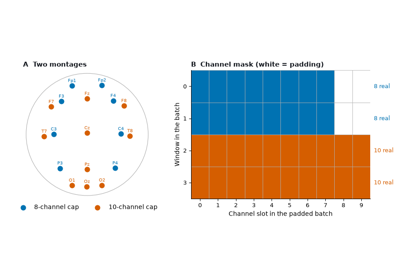 A Two montages
Fp1
Fp2
F7
F3
Fz
F4
F8
T7
C3
Cz
C4
T8
P3
Pz
P4
O1
Oz
O2
8-channel cap
10-channel cap
B Channel mask (white = padding)
Window in the batch
0
1
2
3
8 real
8 real
10 real
10 real
0 1 2 3 4 5 6 7 8 9
Channel slot in the padded batch